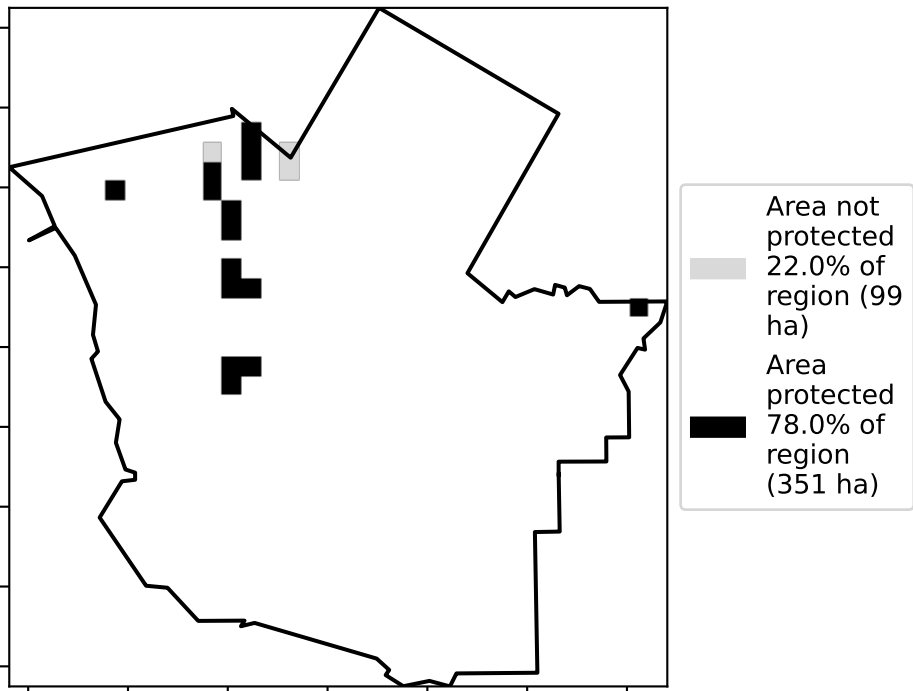 Area not
protected
22.0% of
region (99
ha)
Area
protected
78.0% of
region
(351 ha)